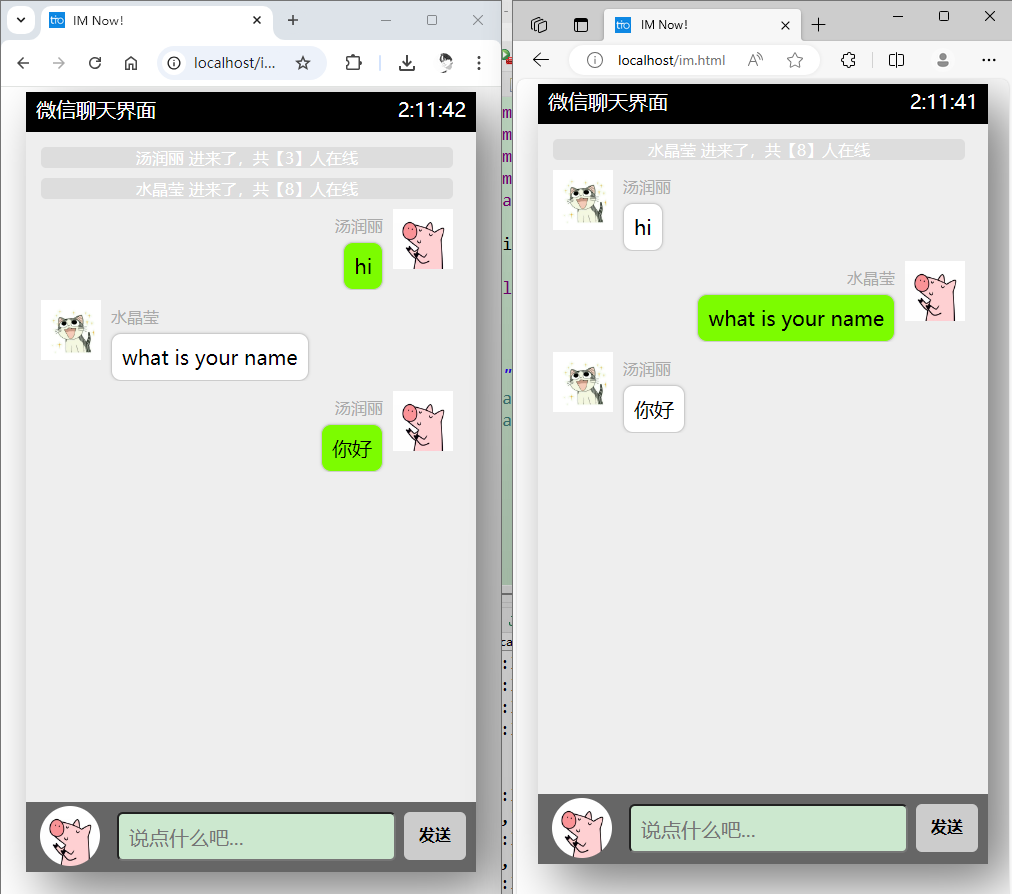 IM Now!
localhost/i...
微信聊天界面
2:11:42
汤润丽 进来了，共【3】人在线
水晶莹 进来了，共【8】人在线
汤润丽
hi
水晶莹
what is your name
汤润丽
你好
说点什么吧...
发送
IM Now!
localhost/im.html
微信聊天界面
2:11:41
水晶莹 进来了，共【8】人在线
汤润丽
hi
水晶莹
what is your name
汤润丽
你好
说点什么吧...
发送